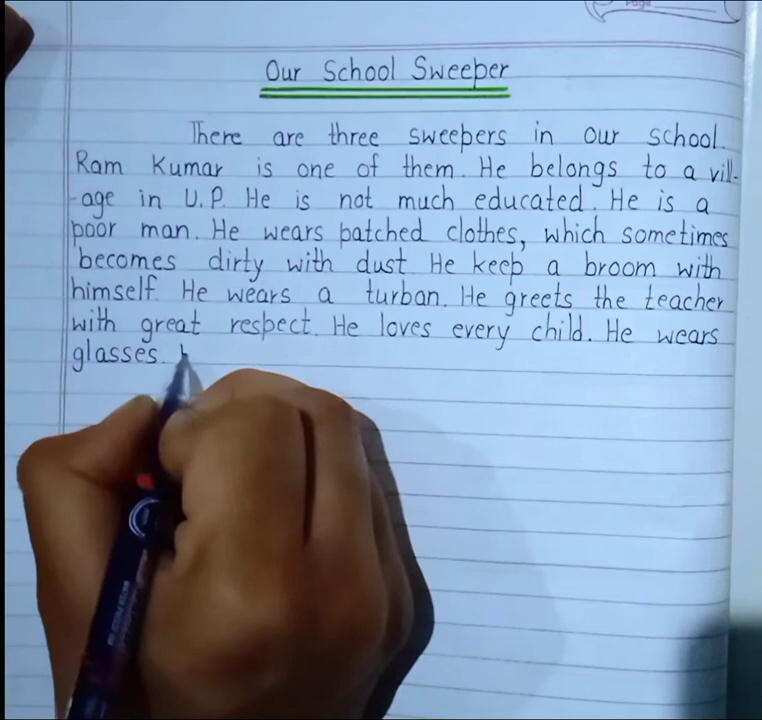 Page
Our School Sweeper
There are three sweepers in our school.
Ram Kumar is one of them. He belongs to a vill-
-age in U.P. He is not much educated. He is a
poor man. He wears patched clothes, which sometimes
becomes dirty with dust He keep a broom with
himself. He wears a turban. He greets the teacher
with great respect. He loves every child. He wears
glasses.